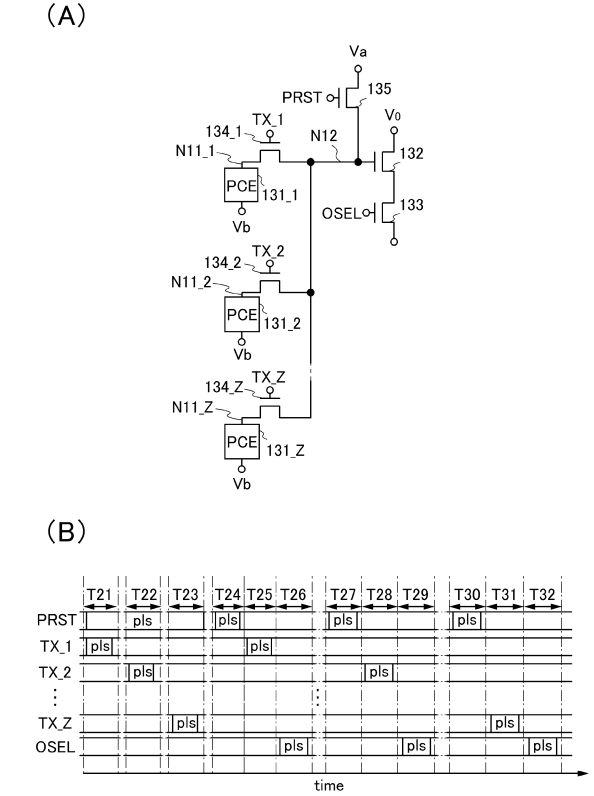 (A)
Va
PRST
135
TX_1
V0
134_1
N12
N11_1
132
PCE
131_1
OSEL
133
Vb
TX_2
134_2
N11_2
PCE
131_2
Vb
TX_Z
134_Z
N11_Z
PCE
131_Z
Vb
(B)
T21 T22 T23 T24 T25 T26 T27 T28 T29 T30 T31 T32
PRST pls pls pls pls
TX_1 pls pls
TX_2 pls pls
⋮ ⋮
TX_Z pls pls
OSEL pls pls pls
time